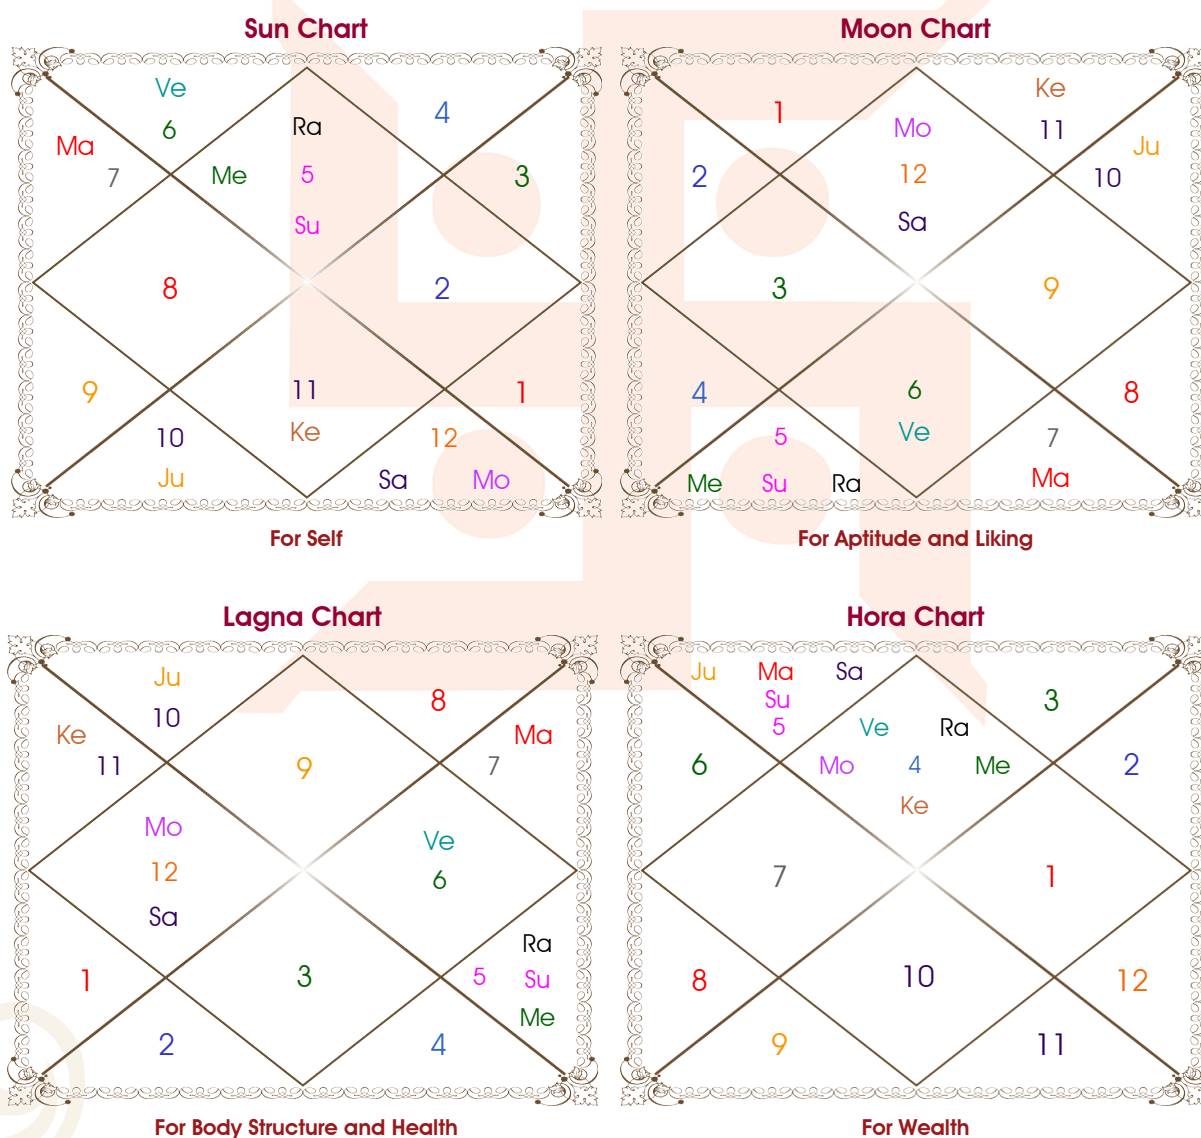 Sun Chart
Ve
4
Ra
6
Ma
7
Me
5
3
Su
8
2
9
11
1
Ke
10
12
Ju
Sa
Mo
For Self
Moon Chart
Ke
1
Mo
11
Ju
2
12
10
Sa
3
9
4
6
8
5
Ve
7
Me
Su
Ra
Ma
For Aptitude and Liking
Lagna Chart
Ju
8
10
Ke
Ma
11
9
7
Mo
Ve
12
6
Sa
Ra
1
3
5
Su
Me
2
4
For Body Structure and Health
Hora Chart
Ju
Ma
Sa
Su
3
5
Ve
Ra
6
Mo
4
Me
2
Ke
7
1
8
10
12
9
11
For Wealth